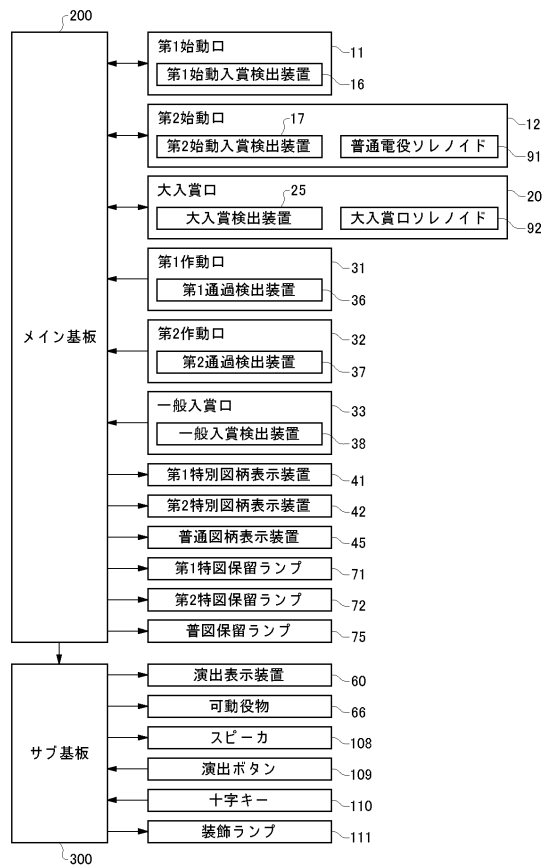 200
第1始動口
11
第1始動入賞検出装置
16
第2始動口
17
12
第2始動入賞検出装置
普通電役ソレノイド
91
大入賞口
25
20
大入賞検出装置
大入賞口ソレノイド
92
第1作動口
31
第1通過検出装置
36
メイン基板
第2作動口
32
第2通過検出装置
37
一般入賞口
33
一般入賞検出装置
38
第1特別図柄表示装置
41
第2特別図柄表示装置
42
普通図柄表示装置
45
第1特図保留ランプ
71
第2特図保留ランプ
72
普図保留ランプ
75
演出表示装置
60
可動役物
66
スピーカ
108
サブ基板
演出ボタン
109
十字キー
110
装飾ランプ
111
300